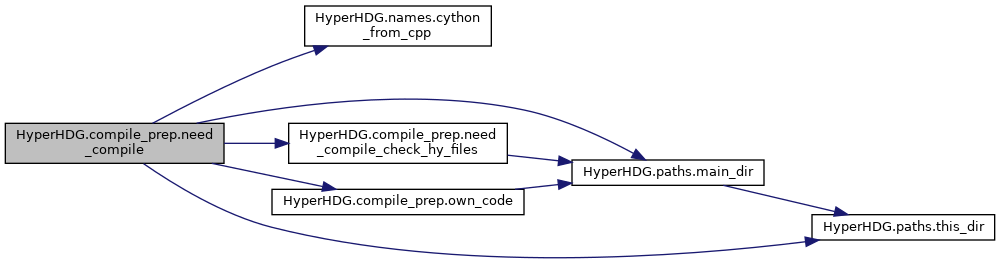 HyperHDG.names.cython
_from_cpp
HyperHDG.compile_prep.need
_compile
HyperHDG.compile_prep.need
_compile_check_hy_files
HyperHDG.paths.main_dir
HyperHDG.compile_prep.own_code
HyperHDG.paths.this_dir